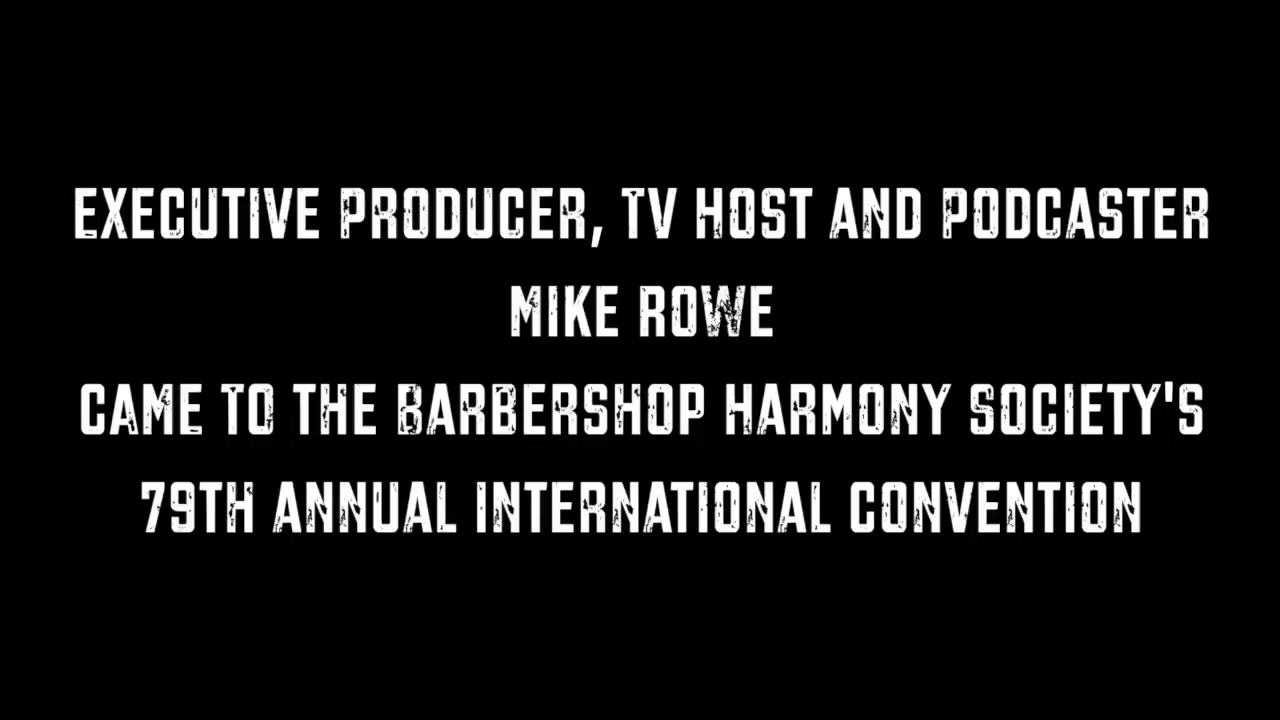 EXECUTIVE PRODUCER, TV HOST AND PODCASTER
MIKE ROWE
CAME TO THE BARBERSHOP HARMONY SOCIETY'S
79TH ANNUAL INTERNATIONAL CONVENTION